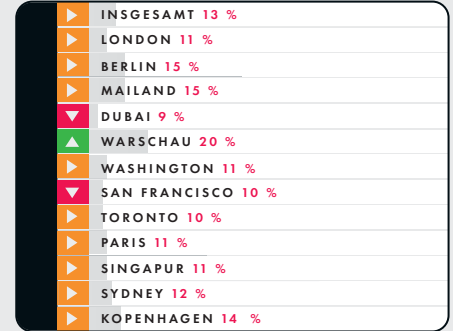 INSGESAMT 13 %
LONDON 11 %
BERLIN 15 %
MAILAND 15 %
DUBAI 9 %
WARSCHAU 20 %
WASHINGTON 11 %
SAN FRANCISCO 10 %
TORONTO 10 %
PARIS 11 %
SINGAPUR 11 %
SYDNEY 12 %
KOPENHAGEN 14 %